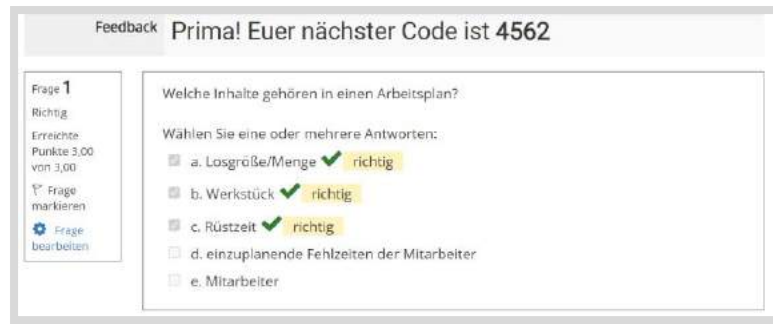 Feedback Prima! Euer nächster Code ist 4562
Frage 1
Richtig
Erreichte
Punkte 3,00
von 3,00
Frage
markieren
Frage
bearbeiten
Welche Inhalte gehören in einen Arbeitsplan?
Wählen Sie eine oder mehrere Antworten:
a. Losgröße/Menge richtig
b. Werkstück richtig
c. Rüstzeit richtig
d. einzuplanende Fehlzeiten der Mitarbeiter
e. Mitarbeiter